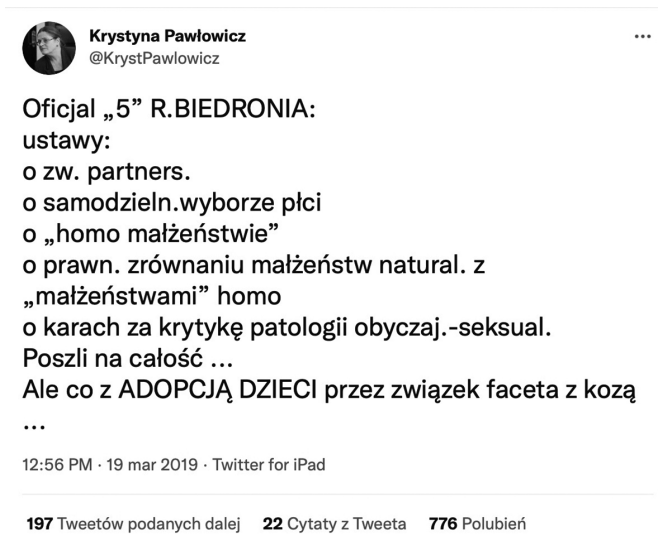 Krystyna Pawłowicz
@KrystPawlowicz
Oficjal „5” R.BIEDRONIA:
ustawy:
o zw. partners.
o samodzieln.wyborze płci
o „homo małżeństwie”
o prawn. zrównaniu małżeństw natural. z
„małżeństwami” homo
o karach za krytykę patologii obyczaj.-seksual.
Poszli na całość ...
Ale co z ADOPCJĄ DZIECI przez związek faceta z kozą
...
12:56 PM · 19 mar 2019 · Twitter for iPad
197 Tweetów podanych dalej 22 Cytaty z Tweeta 776 Polubień